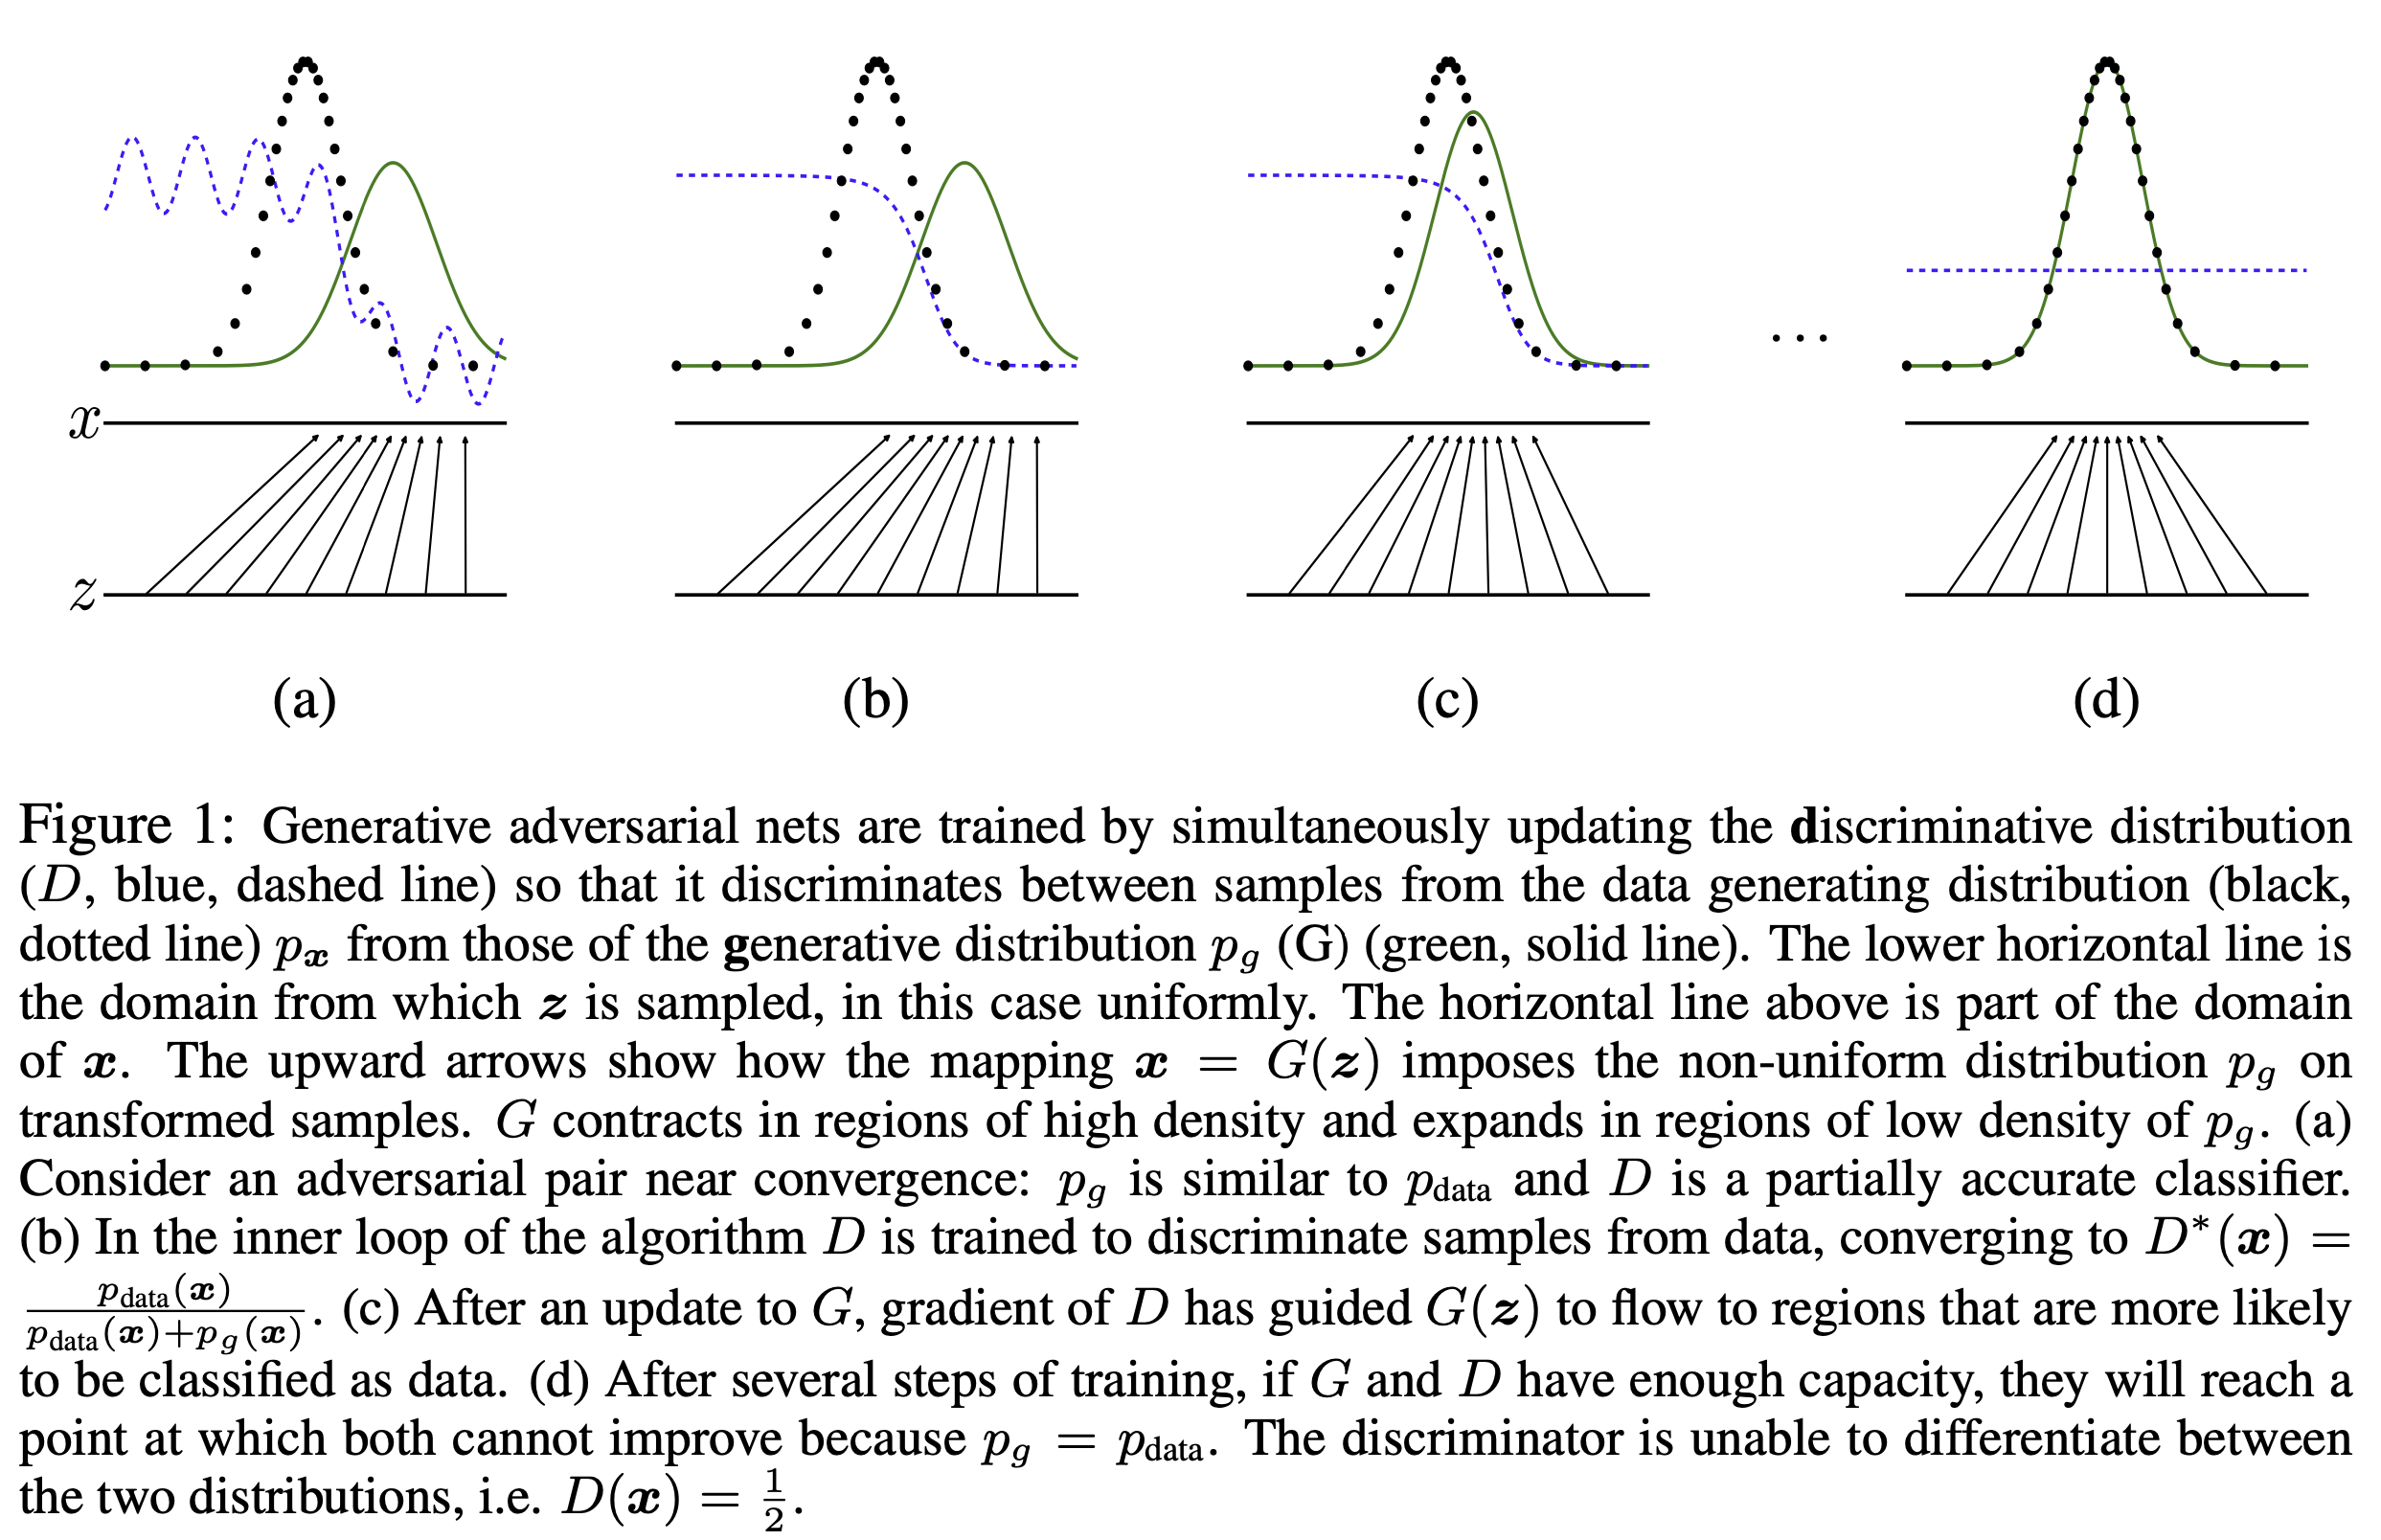 x
z
. . .
(a) (b) (c) (d)
Figure 1: Generative adversarial nets are trained by simultaneously updating the discriminative distribution
(D, blue, dashed line) so that it discriminates between samples from the data generating distribution (black,
dotted line) pₓ from those of the generative distribution p_g (G) (green, solid line). The lower horizontal line is
the domain from which z is sampled, in this case uniformly. The horizontal line above is part of the domain
of x. The upward arrows show how the mapping x = G(z) imposes the non-uniform distribution p_g on
transformed samples. G contracts in regions of high density and expands in regions of low density of p_g. (a)
Consider an adversarial pair near convergence: p_g is similar to p_data and D is a partially accurate classifier.
(b) In the inner loop of the algorithm D is trained to discriminate samples from data, converging to D*(x) =
p_data(x) / (p_data(x)+p_g(x)). (c) After an update to G, gradient of D has guided G(z) to flow to regions that are more likely
to be classified as data. (d) After several steps of training, if G and D have enough capacity, they will reach a
point at which both cannot improve because p_g = p_data. The discriminator is unable to differentiate between
the two distributions, i.e. D(x) = 1/2.